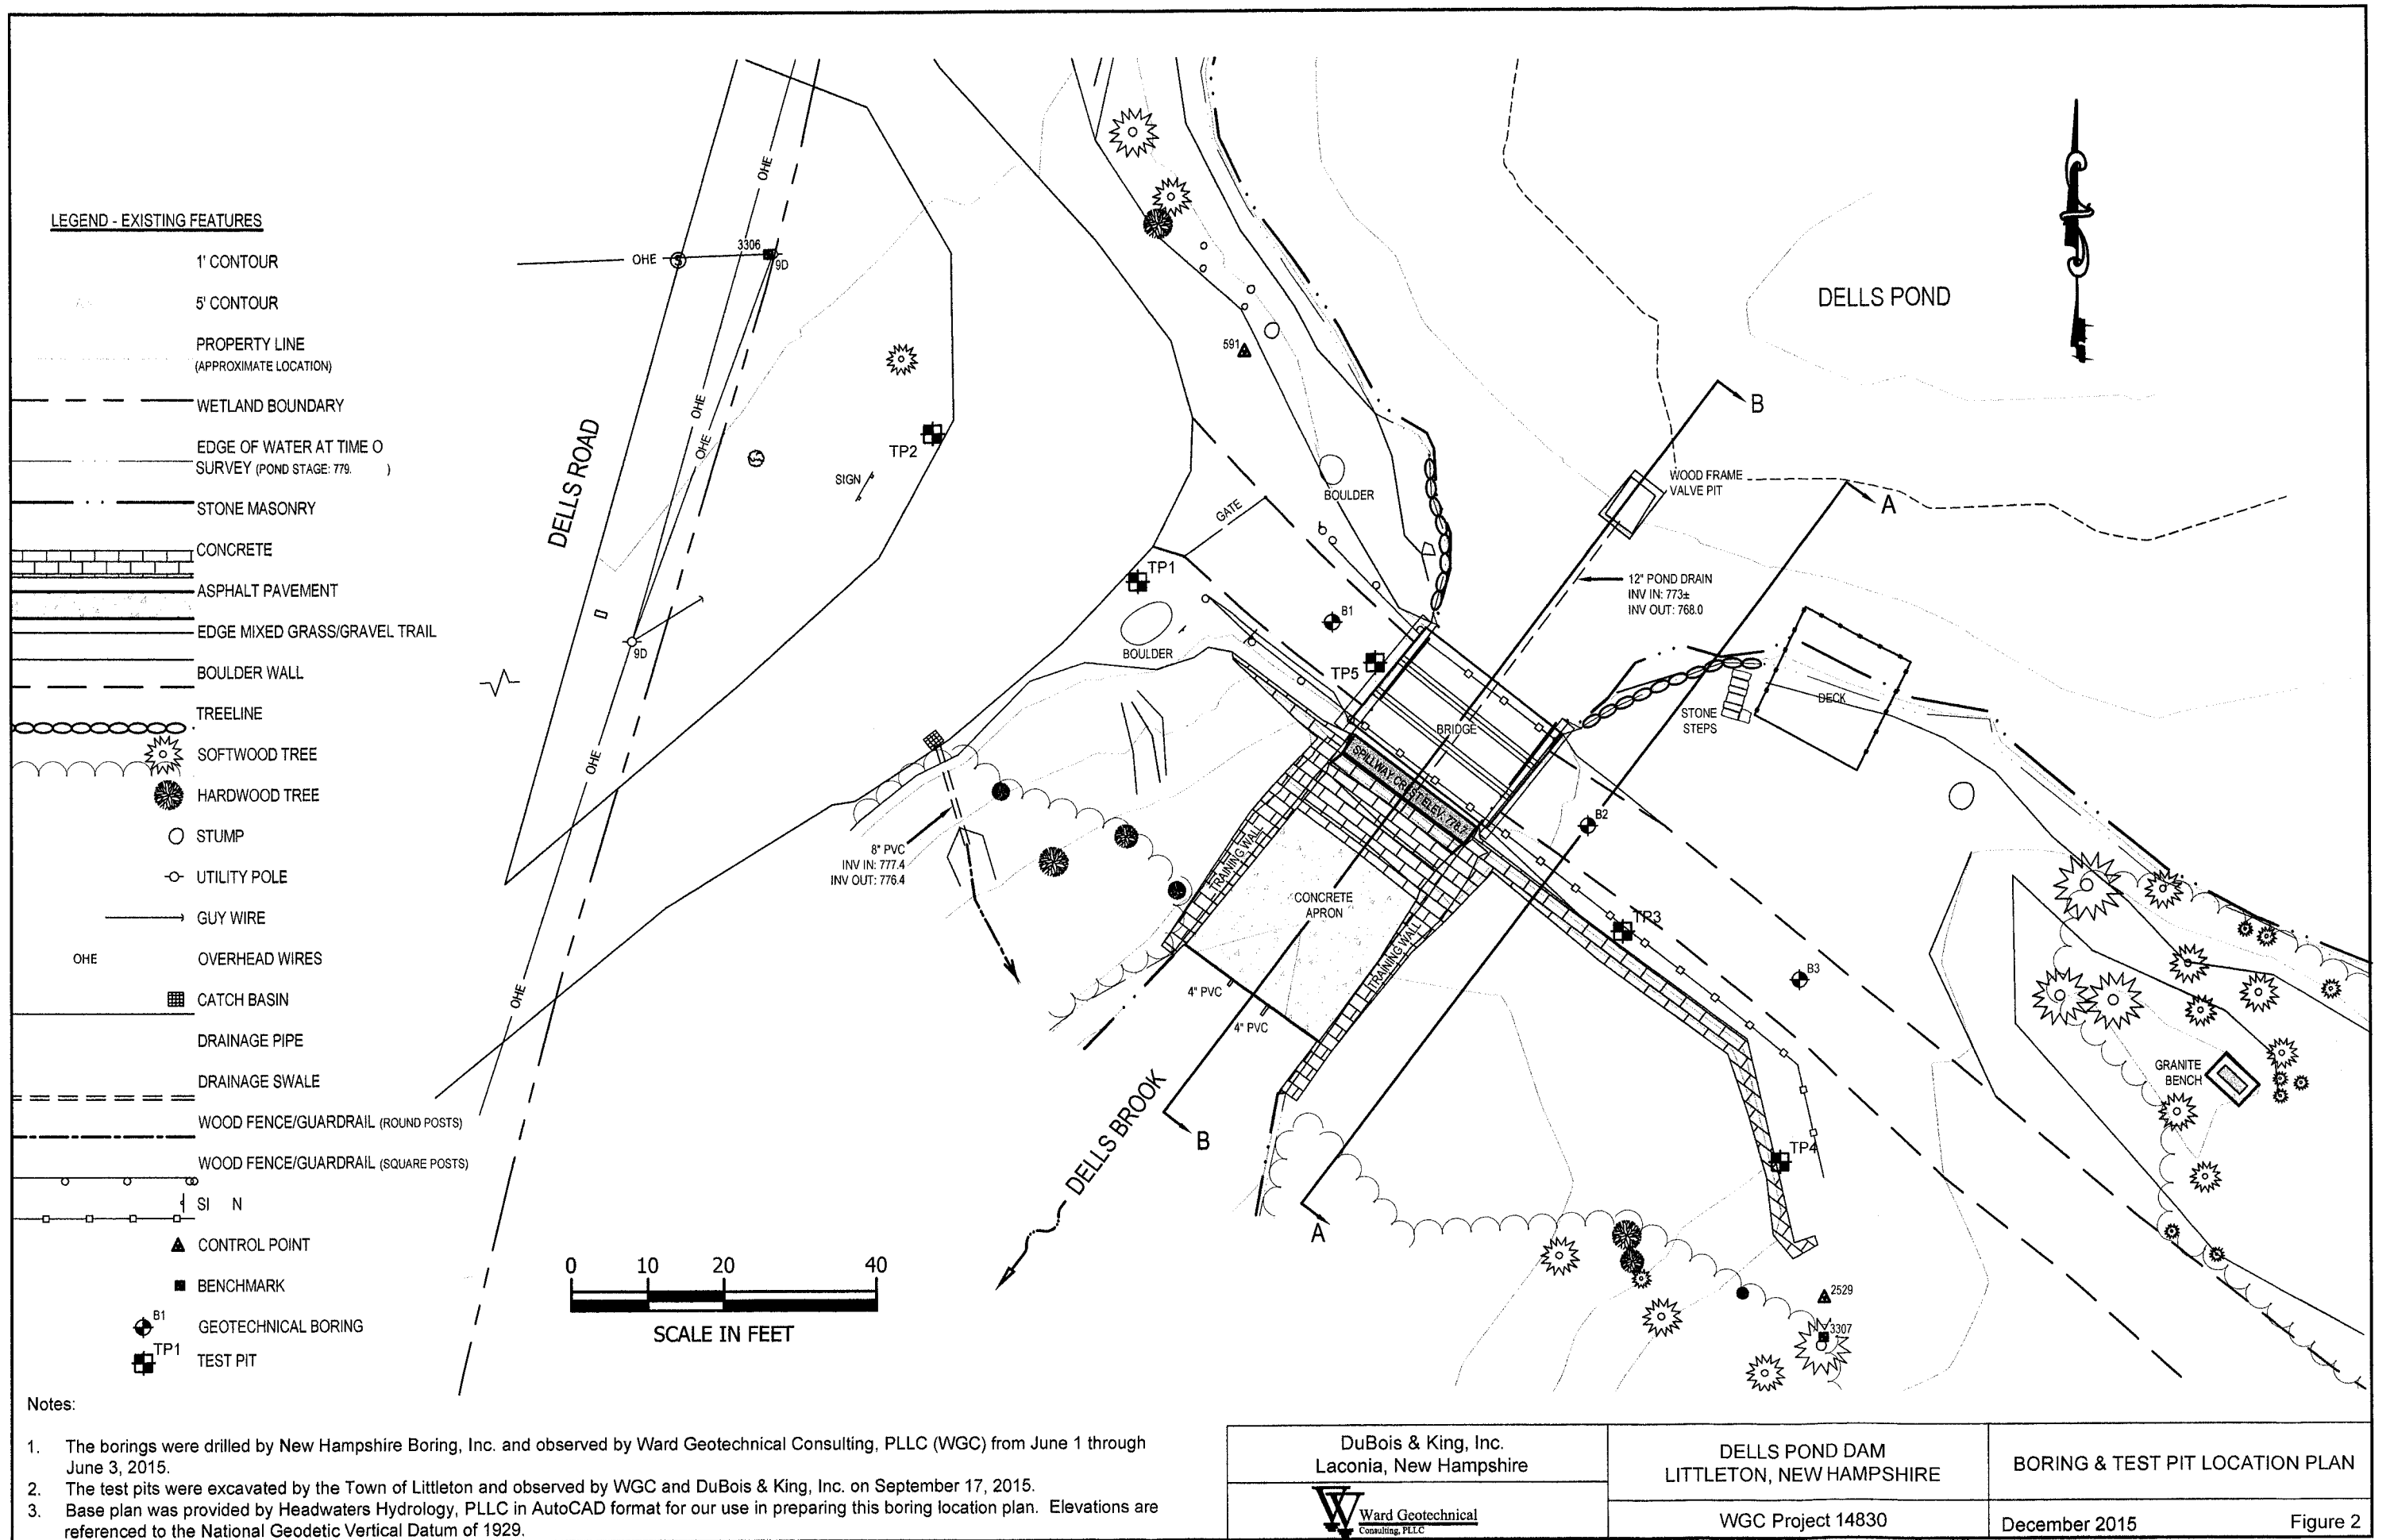 LEGEND - EXISTING FEATURES
1' CONTOUR
5' CONTOUR
PROPERTY LINE
(APPROXIMATE LOCATION)
WETLAND BOUNDARY
EDGE OF WATER AT TIME O
SURVEY (POND STAGE: 779. )
STONE MASONRY
CONCRETE
ASPHALT PAVEMENT
EDGE MIXED GRASS/GRAVEL TRAIL
BOULDER WALL
TREELINE
SOFTWOOD TREE
HARDWOOD TREE
STUMP
UTILITY POLE
GUY WIRE
OHE OVERHEAD WIRES
CATCH BASIN
DRAINAGE PIPE
DRAINAGE SWALE
WOOD FENCE/GUARDRAIL (ROUND POSTS)
WOOD FENCE/GUARDRAIL (SQUARE POSTS)
SI N
CONTROL POINT
BENCHMARK
B1 GEOTECHNICAL BORING
TP1 TEST PIT
DELLS ROAD
OHE
OHE
OHE
OHE
OHE
OHE
S
3306
9D
9D
SIGN
TP2
TP1
BOULDER
GATE
591
BOULDER
B1
TP5
DELLS POND
B
A
WOOD FRAME
VALVE PIT
12" POND DRAIN
INV IN: 773±
INV OUT: 768.0
DECK
STONE
STEPS
BRIDGE
SPILLWAY CREST ELEV. 778.7
B2
TP3
B3
TP4
8" PVC
INV IN: 777.4
INV OUT: 776.4
TRAINING WALL
CONCRETE
APRON
TRAINING WALL
4" PVC
4" PVC
DELLS BROOK
B
A
GRANITE
BENCH
2529
3307
0 10 20 40
SCALE IN FEET
Notes:
1. The borings were drilled by New Hampshire Boring, Inc. and observed by Ward Geotechnical Consulting, PLLC (WGC) from June 1 through
June 3, 2015.
2. The test pits were excavated by the Town of Littleton and observed by WGC and DuBois & King, Inc. on September 17, 2015.
3. Base plan was provided by Headwaters Hydrology, PLLC in AutoCAD format for our use in preparing this boring location plan. Elevations are
referenced to the National Geodetic Vertical Datum of 1929.
DuBois & King, Inc.
Laconia, New Hampshire
Ward Geotechnical
Consulting, PLLC
DELLS POND DAM
LITTLETON, NEW HAMPSHIRE
WGC Project 14830
BORING & TEST PIT LOCATION PLAN
December 2015 Figure 2